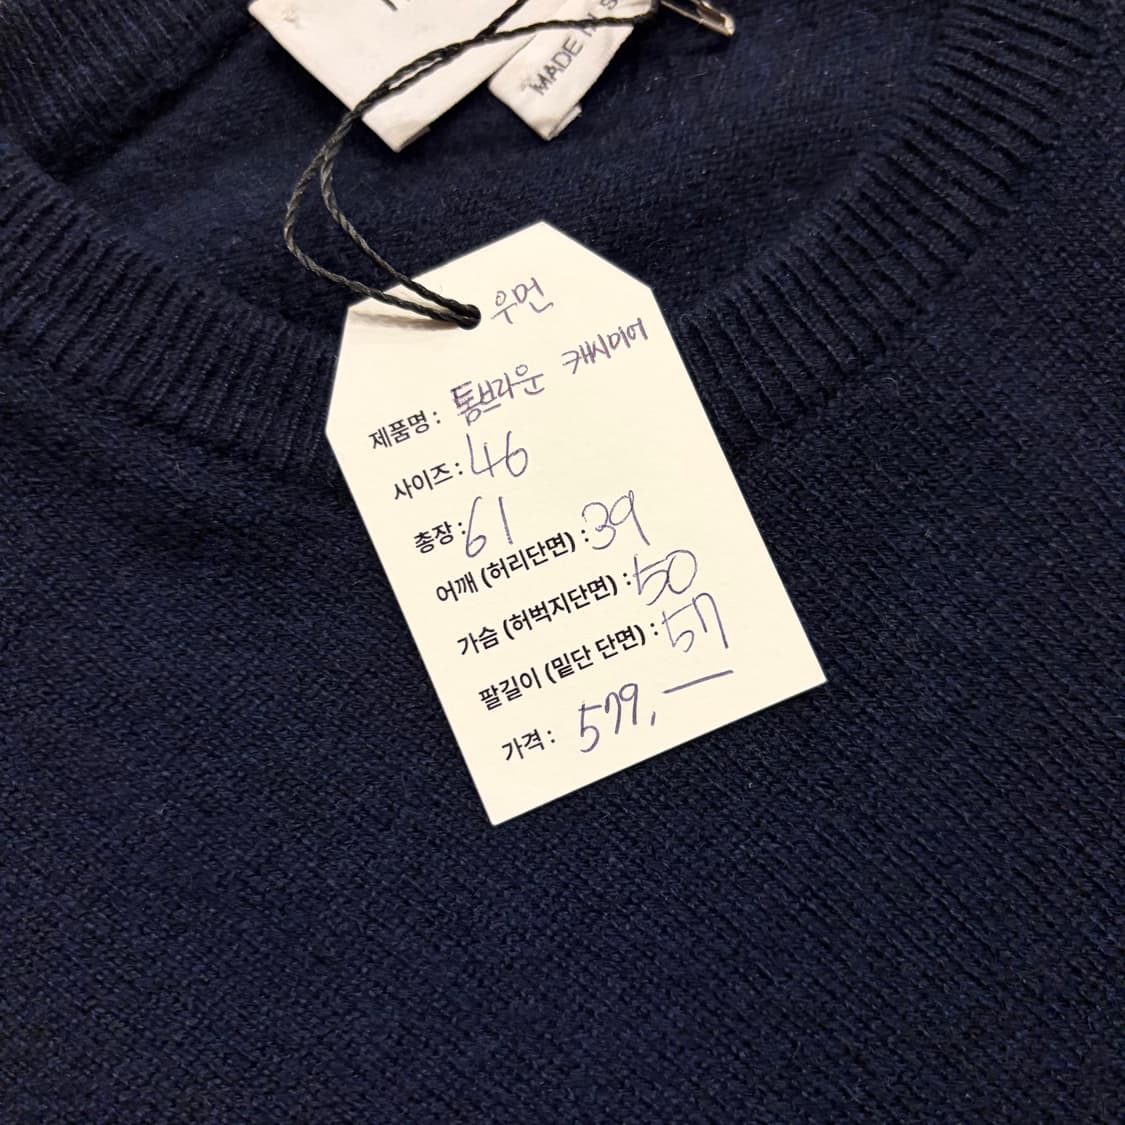 MADE IN S
우먼
제품명 : 톰브라운 캐시미어
사이즈 : 46
총장 : 61
어깨 (허리단면) : 39
가슴 (허벅지단면) : 50
팔길이 (밑단 단면) : 57
가격 : 579,—